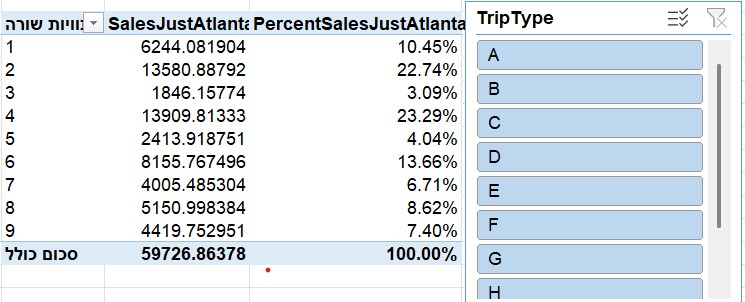 תוויות שורה SalesJustAtlanta PercentSalesJustAtlanta
1 6244.081904 10.45%
2 13580.88792 22.74%
3 1846.15774 3.09%
4 13909.81333 23.29%
5 2413.918751 4.04%
6 8155.767496 13.66%
7 4005.485304 6.71%
8 5150.998384 8.62%
9 4419.752951 7.40%
סכום כולל 59726.86378 100.00%
TripType
A
B
C
D
E
F
G
H